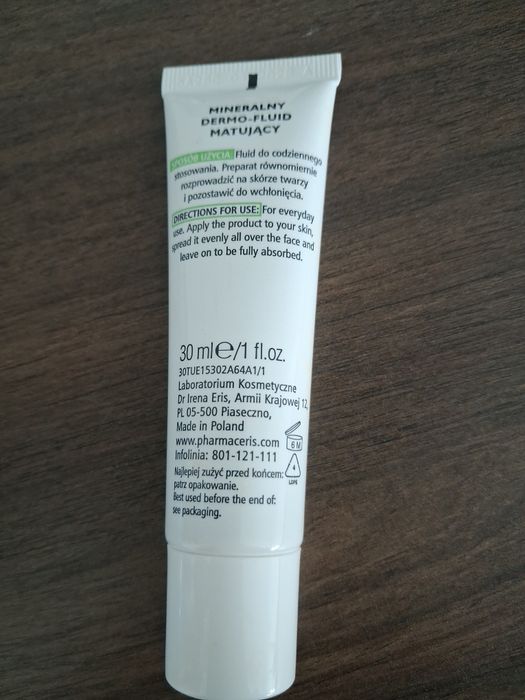 MINERALNY
DERMO-FLUID
MATUJĄCY
SPOSÓB UŻYCIA: Fluid do codziennego
stosowania. Preparat równomiernie
rozprowadzić na skórze twarzy
i pozostawić do wchłonięcia.
DIRECTIONS FOR USE: For everyday
use. Apply the product to your skin,
spread it evenly all over the face and
leave on to be fully absorbed.
30 ml℮/1 fl.oz.
30TUE15302A64A1/1
Laboratorium Kosmetyczne
Dr Irena Eris, Armii Krajowej 12,
PL 05-500 Piaseczno,
Made in Poland
www.pharmaceris.com
6 M
Infolinia: 801-121-111
4
LDPE
Najlepiej zużyć przed końcem:
patrz opakowanie.
Best used before the end of:
see packaging.